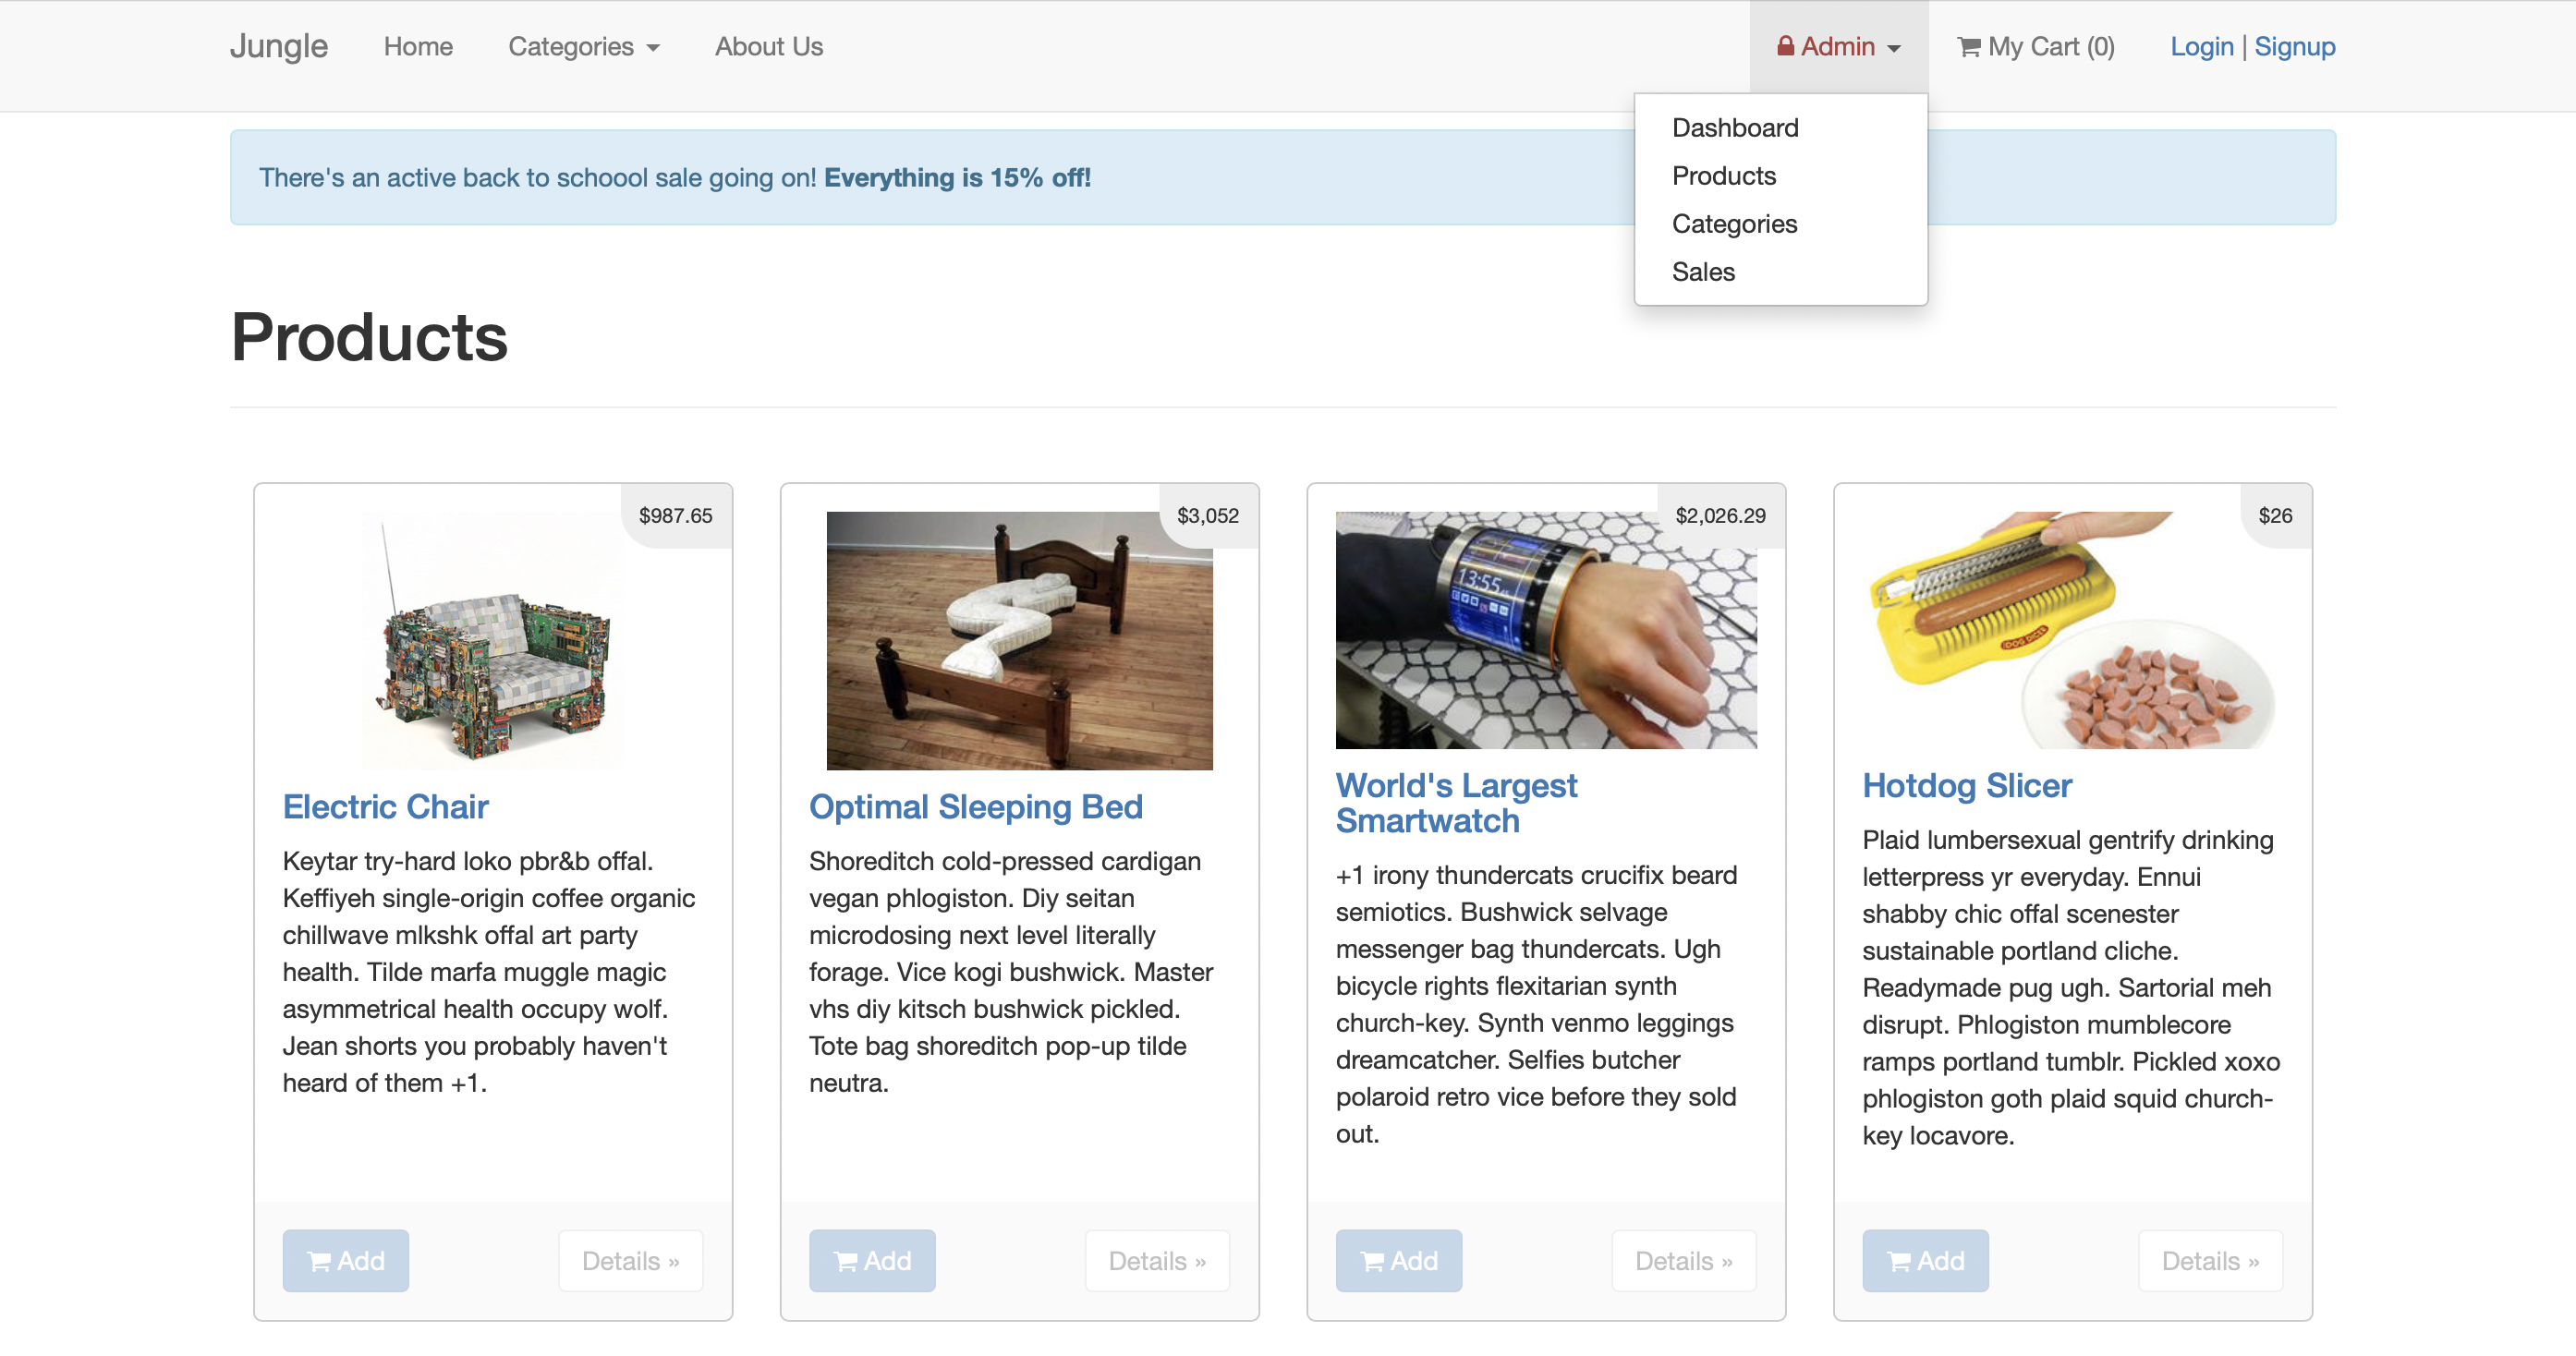 Jungle Home Categories About Us Admin My Cart (0) Login | Signup
Dashboard
Products
Categories
Sales
There's an active back to schoool sale going on! Everything is 15% off!
Products
$987.65
Electric Chair
Keytar try-hard loko pbr&b offal.
Keffiyeh single-origin coffee organic
chillwave mlkshk offal art party
health. Tilde marfa muggle magic
asymmetrical health occupy wolf.
Jean shorts you probably haven't
heard of them +1.
Add Details »
$3,052
Optimal Sleeping Bed
Shoreditch cold-pressed cardigan
vegan phlogiston. Diy seitan
microdosing next level literally
forage. Vice kogi bushwick. Master
vhs diy kitsch bushwick pickled.
Tote bag shoreditch pop-up tilde
neutra.
Add Details »
$2,026.29
13:55
World's Largest
Smartwatch
+1 irony thundercats crucifix beard
semiotics. Bushwick selvage
messenger bag thundercats. Ugh
bicycle rights flexitarian synth
church-key. Synth venmo leggings
dreamcatcher. Selfies butcher
polaroid retro vice before they sold
out.
Add Details »
$26
DOG DICER
Hotdog Slicer
Plaid lumbersexual gentrify drinking
letterpress yr everyday. Ennui
shabby chic offal scenester
sustainable portland cliche.
Readymade pug ugh. Sartorial meh
disrupt. Phlogiston mumblecore
ramps portland tumblr. Pickled xoxo
phlogiston goth plaid squid church-
key locavore.
Add Details »